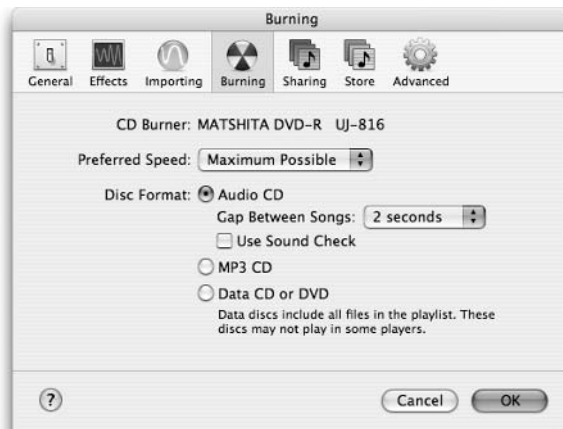 Burning
General Effects Importing Burning Sharing Store Advanced
CD Burner: MATSHITA DVD-R UJ-816
Preferred Speed: Maximum Possible
Disc Format: Audio CD
Gap Between Songs: 2 seconds
Use Sound Check
MP3 CD
Data CD or DVD
Data discs include all files in the playlist. These
discs may not play in some players.
? Cancel OK